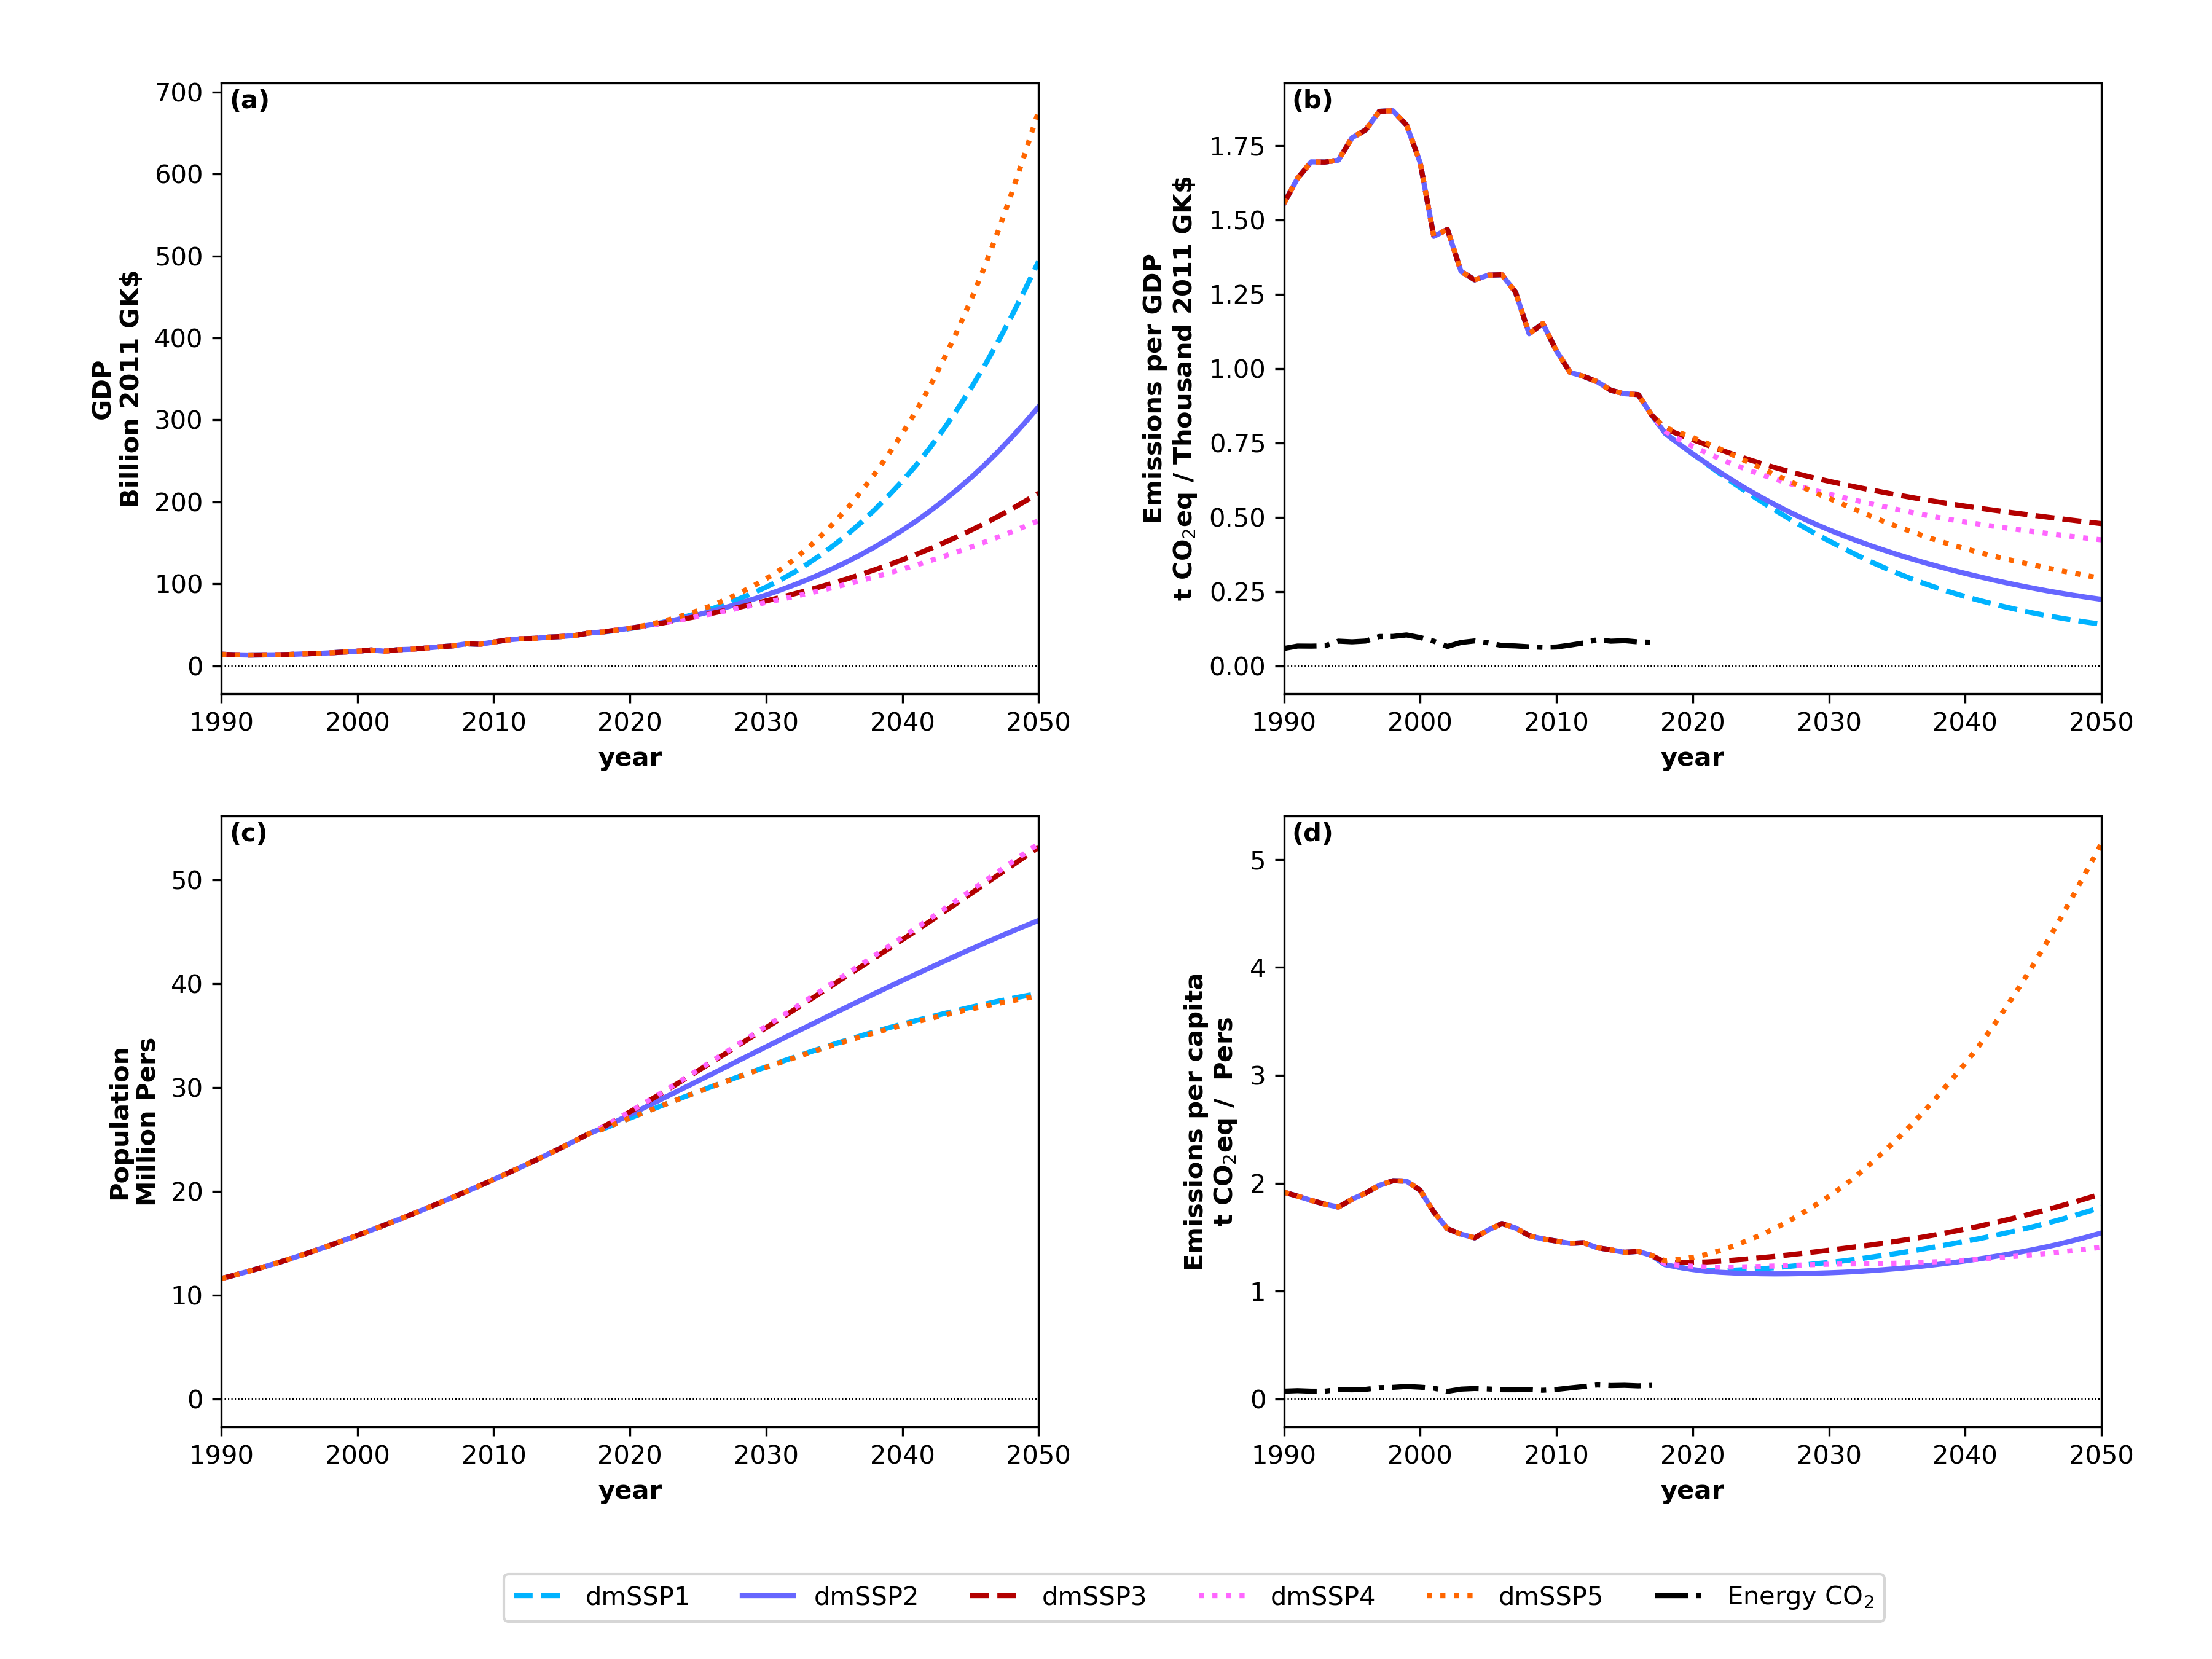 (a)
700
600
500
400
300
200
100
0
GDP
Billion 2011 GK$
1990 2000 2010 2020 2030 2040 2050
year
(b)
1.75
1.50
1.25
1.00
0.75
0.50
0.25
0.00
Emissions per GDP
t CO₂eq / Thousand 2011 GK$
1990 2000 2010 2020 2030 2040 2050
year
(c)
50
40
30
20
10
0
Population
Million Pers
1990 2000 2010 2020 2030 2040 2050
year
(d)
5
4
3
2
1
0
Emissions per capita
t CO₂eq / Pers
1990 2000 2010 2020 2030 2040 2050
year
dmSSP1 dmSSP2 dmSSP3 dmSSP4 dmSSP5 Energy CO₂